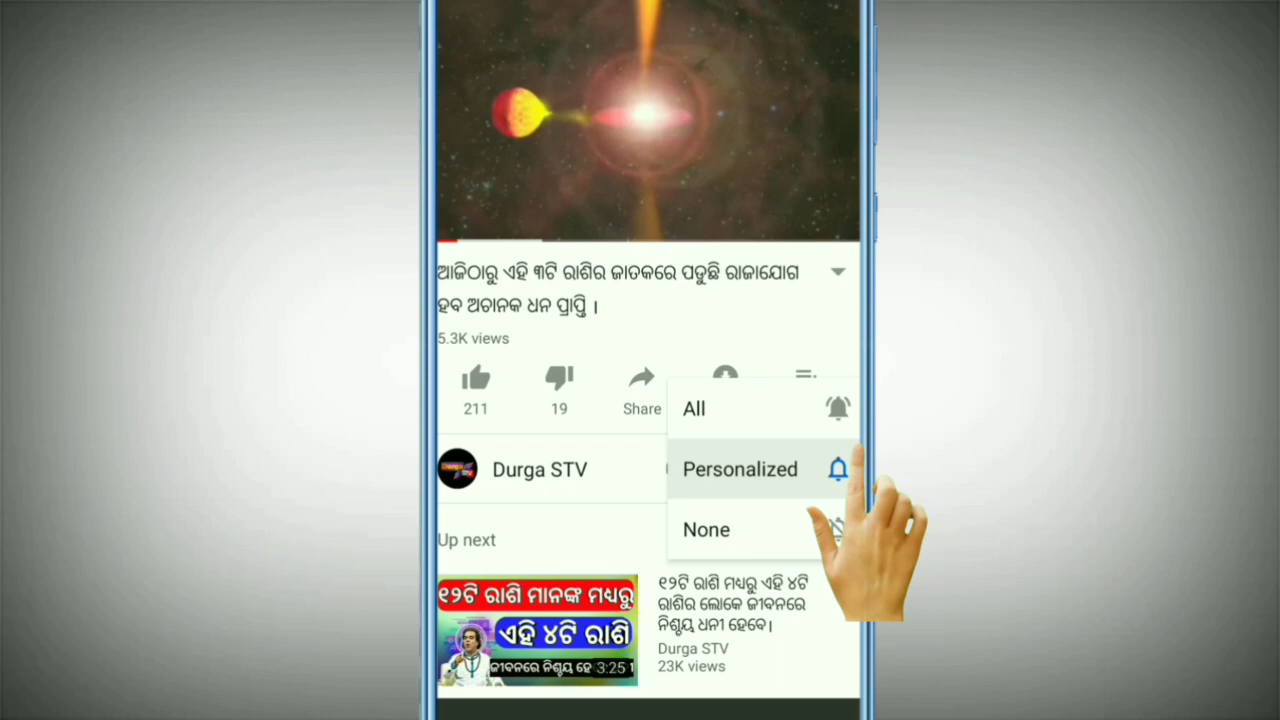 ଆଜିଠାରୁ ଏହି ୩ଟି ରାଶିର ଜାତକରେ ପଡୁଛି ରାଜାଯୋଗ
ହବ ଅଚାନକ ଧନ ପ୍ରାପ୍ତି ।
5.3K views
211
19
Share
All
Personalized
None
Durga STV
Up next
୧୨ଟି ରାଶି ମାନଙ୍କ ମଧ୍ୟରୁ
ଏହି ୪ଟି ରାଶି
ଜୀବନରେ ନିଶ୍ଚୟ ହେ
3:25
୧୨ଟି ରାଶି ମଧ୍ୟରୁ ଏହି ୪ଟି
ରାଶିର ଲୋକେ ଜୀବନରେ
ନିଶ୍ଚୟ ଧନୀ ହେବେ।
Durga STV
23K views